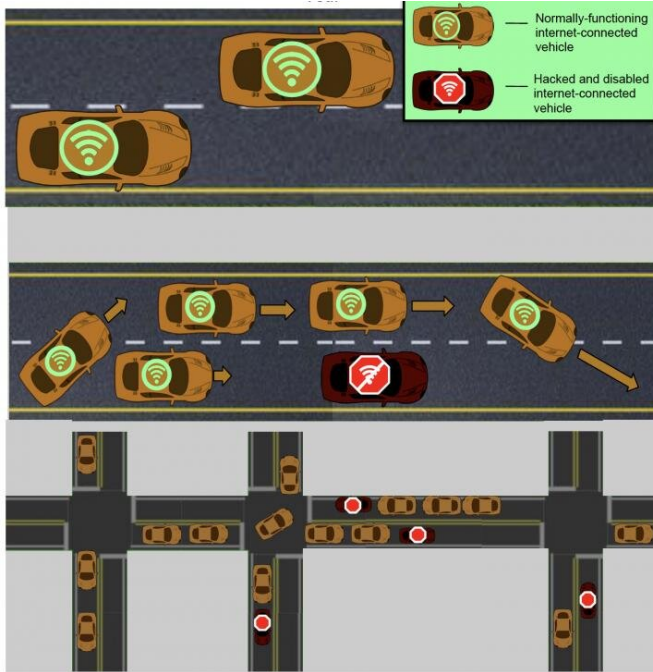 Normally-functioning
internet-connected
vehicle
Hacked and disabled
internet-connected
vehicle